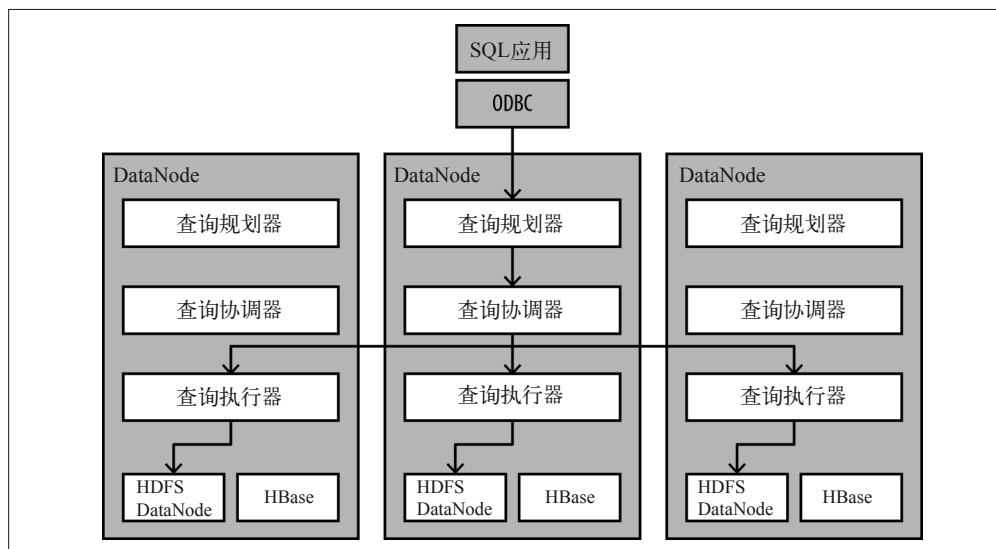 SQL应用
ODBC
DataNode
查询规划器
查询协调器
查询执行器
HDFS
DataNode
HBase
DataNode
查询规划器
查询协调器
查询执行器
HDFS
DataNode
HBase
DataNode
查询规划器
查询协调器
查询执行器
HDFS
DataNode
HBase